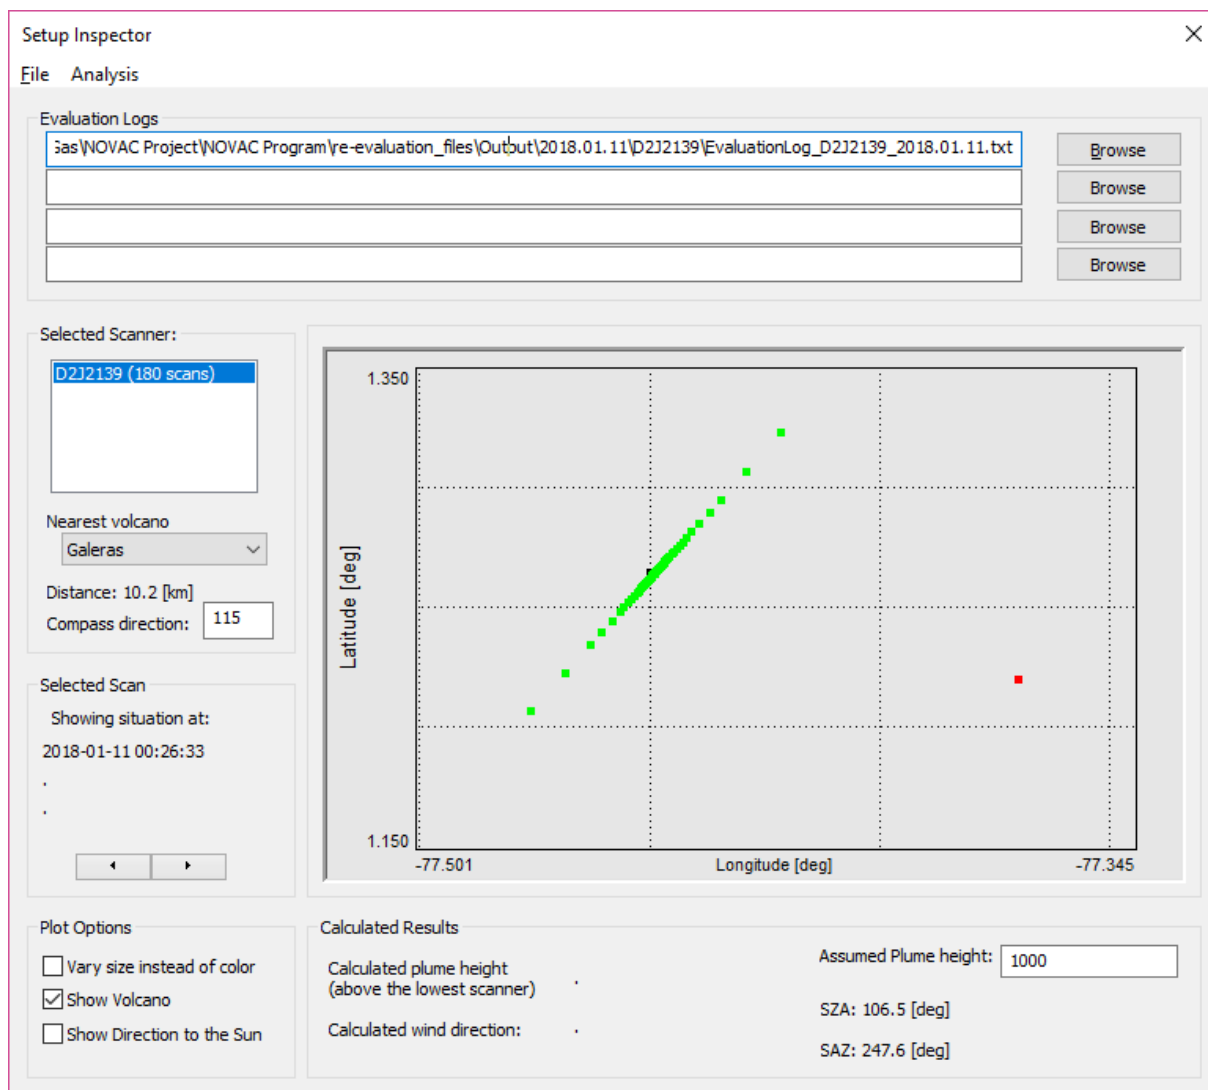 Setup Inspector
File Analysis
Evaluation Logs
Gas\NOVAC Project\NOVAC Program\re-evaluation_files\Output\2018.01.11\D2J2139\EvaluationLog_D2J2139_2018.01.11.txt
Browse
Browse
Browse
Browse
Selected Scanner:
D2J2139 (180 scans)
Nearest volcano
Galeras
Distance: 10.2 [km]
Compass direction: 115
Selected Scan
Showing situation at:
2018-01-11 00:26:33
.
.
1.350
Latitude [deg]
1.150
-77.501 Longitude [deg] -77.345
Plot Options
Vary size instead of color
Show Volcano
Show Direction to the Sun
Calculated Results
Calculated plume height
(above the lowest scanner) .
Calculated wind direction: .
Assumed Plume height: 1000
SZA: 106.5 [deg]
SAZ: 247.6 [deg]